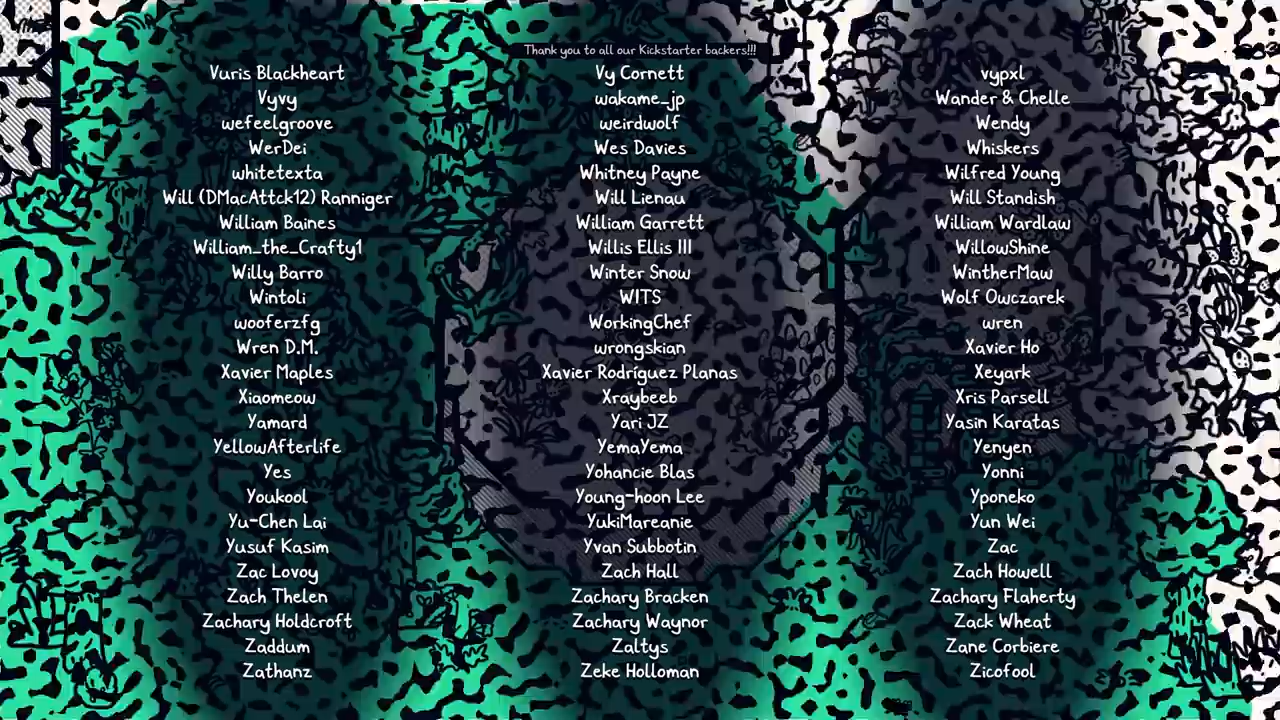 Thank you to all our Kickstarter backers!!!
Vuris Blackheart
Vy Cornett
vypxl
Vyvy
wakame_jp
Wander & Chelle
wefeelgroove
weirdwolf
Wendy
WerDei
Wes Davies
Whiskers
whitetexta
Whitney Payne
Wilfred Young
Will (DMacAttck12) Ranniger
Will Lienau
Will Standish
William Baines
William Garrett
William Wardlaw
William_the_Crafty1
Willis Ellis III
WillowShine
Willy Barro
Winter Snow
WintherMaw
Wintoli
WITS
Wolf Owczarek
wooferzfg
WorkingChef
wren
Wren D.M.
wrongskian
Xavier Ho
Xavier Maples
Xavier Rodríguez Planas
Xeyark
Xiaomeow
Xraybeeb
Xris Parsell
Yamard
Yari JZ
Yasin Karatas
YellowAfterlife
YemaYema
Yenyen
Yes
Yohancie Blas
Yonni
Youkool
Young-hoon Lee
Yponeko
Yu-Chen Lai
YukiMareanie
Yun Wei
Yusuf Kasim
Yvan Subbotin
Zac
Zac Lovoy
Zach Hall
Zach Howell
Zach Thelen
Zachary Bracken
Zachary Flaherty
Zachary Holdcroft
Zachary Waynor
Zack Wheat
Zaddum
Zaltys
Zane Corbiere
Zathanz
Zeke Holloman
Zicofool